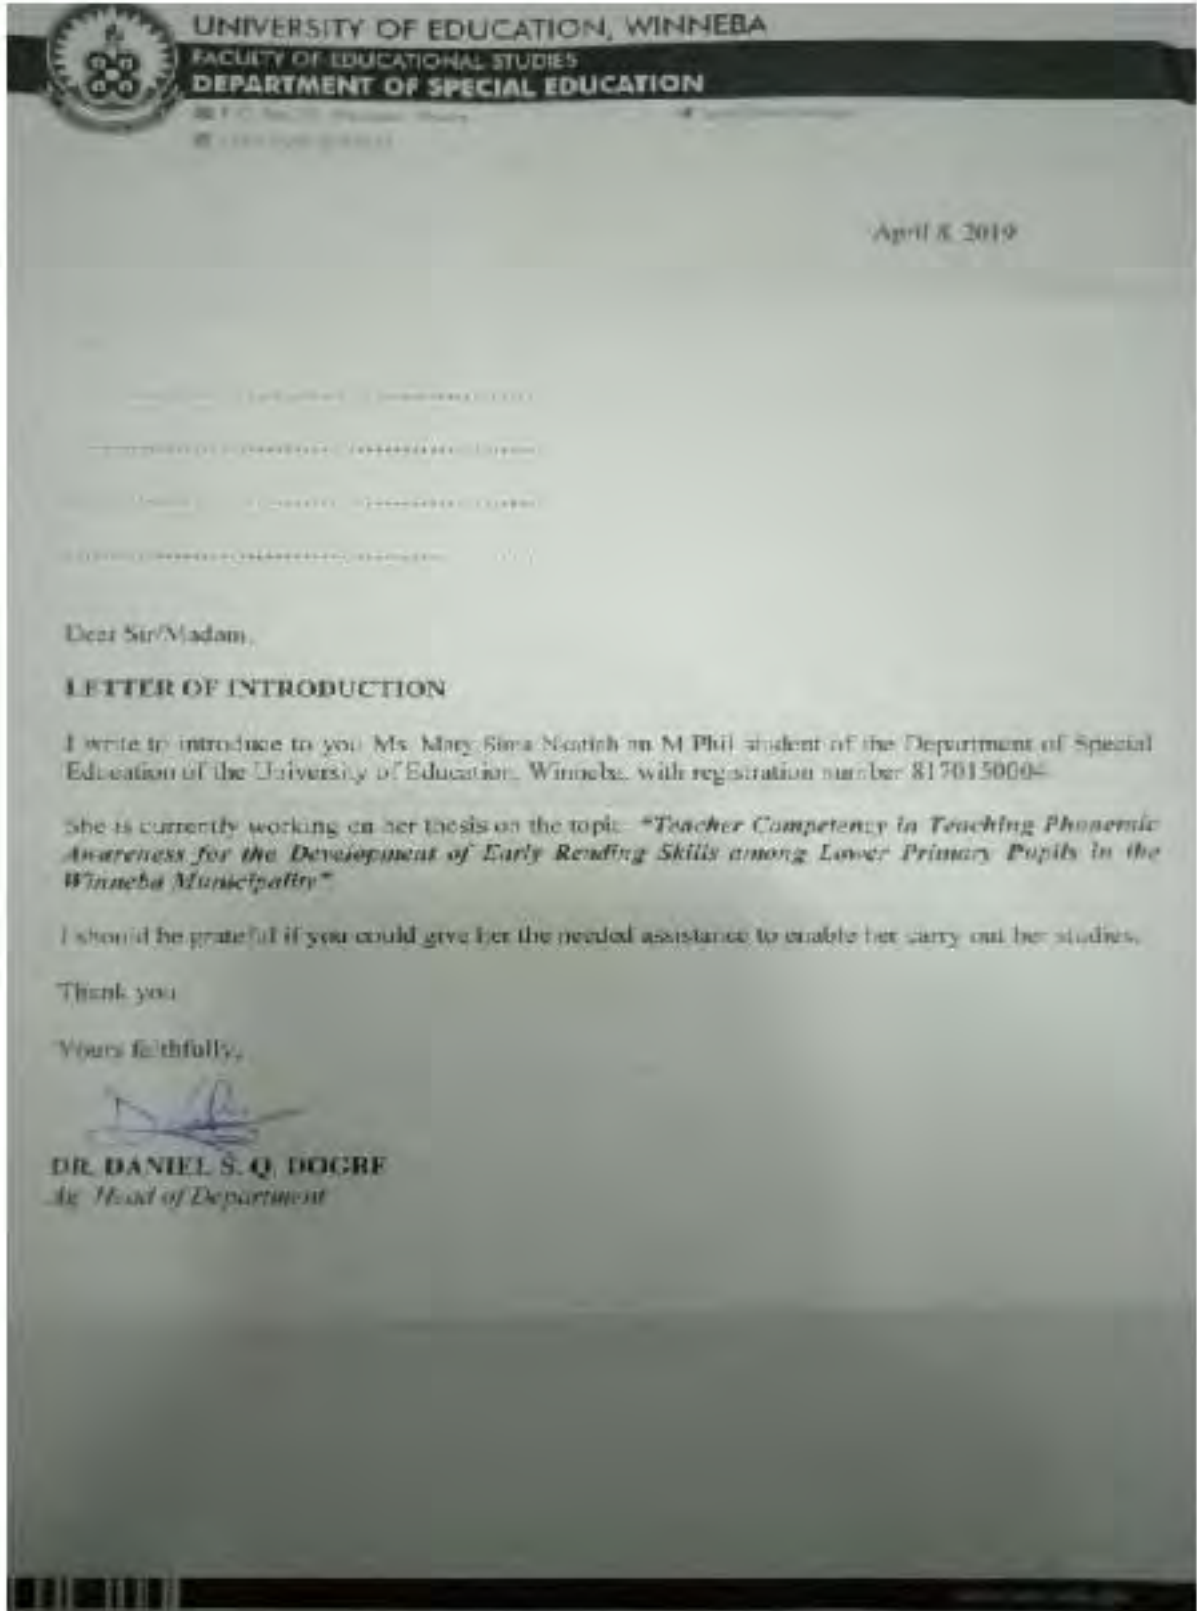 UNIVERSITY OF EDUCATION, WINNEBA
FACULTY OF EDUCATIONAL STUDIES
DEPARTMENT OF SPECIAL EDUCATION
April 8, 2019
Dear Sir/Madam,
LETTER OF INTRODUCTION
I write to introduce to you Ms. Mary an M.Phil student of the Department of Special
Education of the University of Education, Winneba, with registration number 8170150004.
She is currently working on her thesis on the topic: "Teacher Competency in Teaching Phonemic
Awareness for the Development of Early Reading Skills among Lower Primary Pupils in the
Winneba Municipality"
I should be grateful if you could give her the needed assistance to enable her carry out her studies.
Thank you.
Yours faithfully,
DR. DANIEL S. Q. DOGBE
Ag. Head of Department